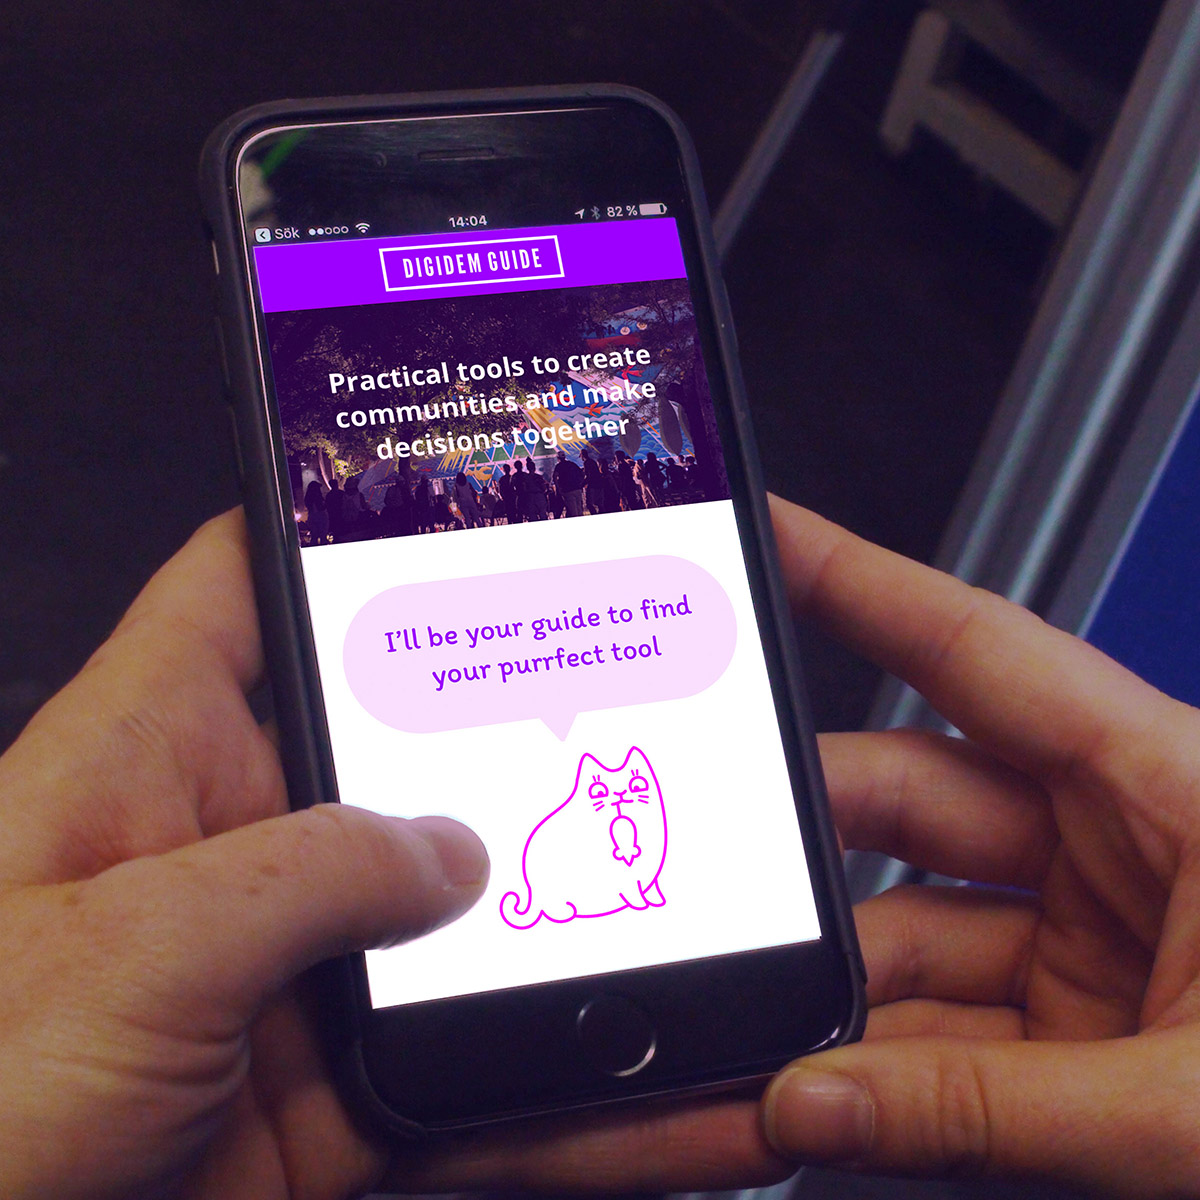 Sök 14:04 82 %
DIGIDEM GUIDE
Practical tools to create
communities and make
decisions together
I'll be your guide to find
your purrfect tool